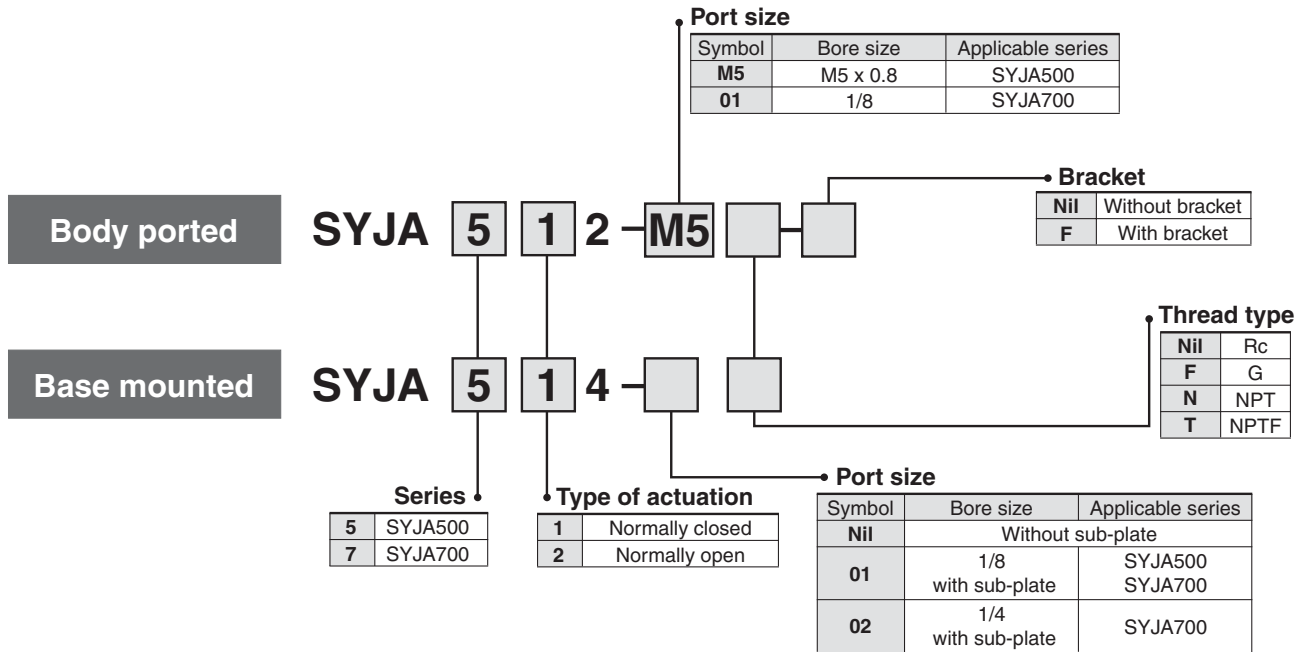 Port size
Symbol Bore size Applicable series
M5 M5 x 0.8 SYJA500
01 1/8 SYJA700
Bracket
Nil Without bracket
F With bracket
Body ported SYJA 5 1 2 – M5 –
Thread type
Nil Rc
F G
N NPT
T NPTF
Base mounted SYJA 5 1 4 –
Series
5 SYJA500
7 SYJA700
Type of actuation
1 Normally closed
2 Normally open
Port size
Symbol Bore size Applicable series
Nil Without sub-plate
01 1/8 SYJA500
with sub-plate SYJA700
02 1/4 SYJA700
with sub-plate